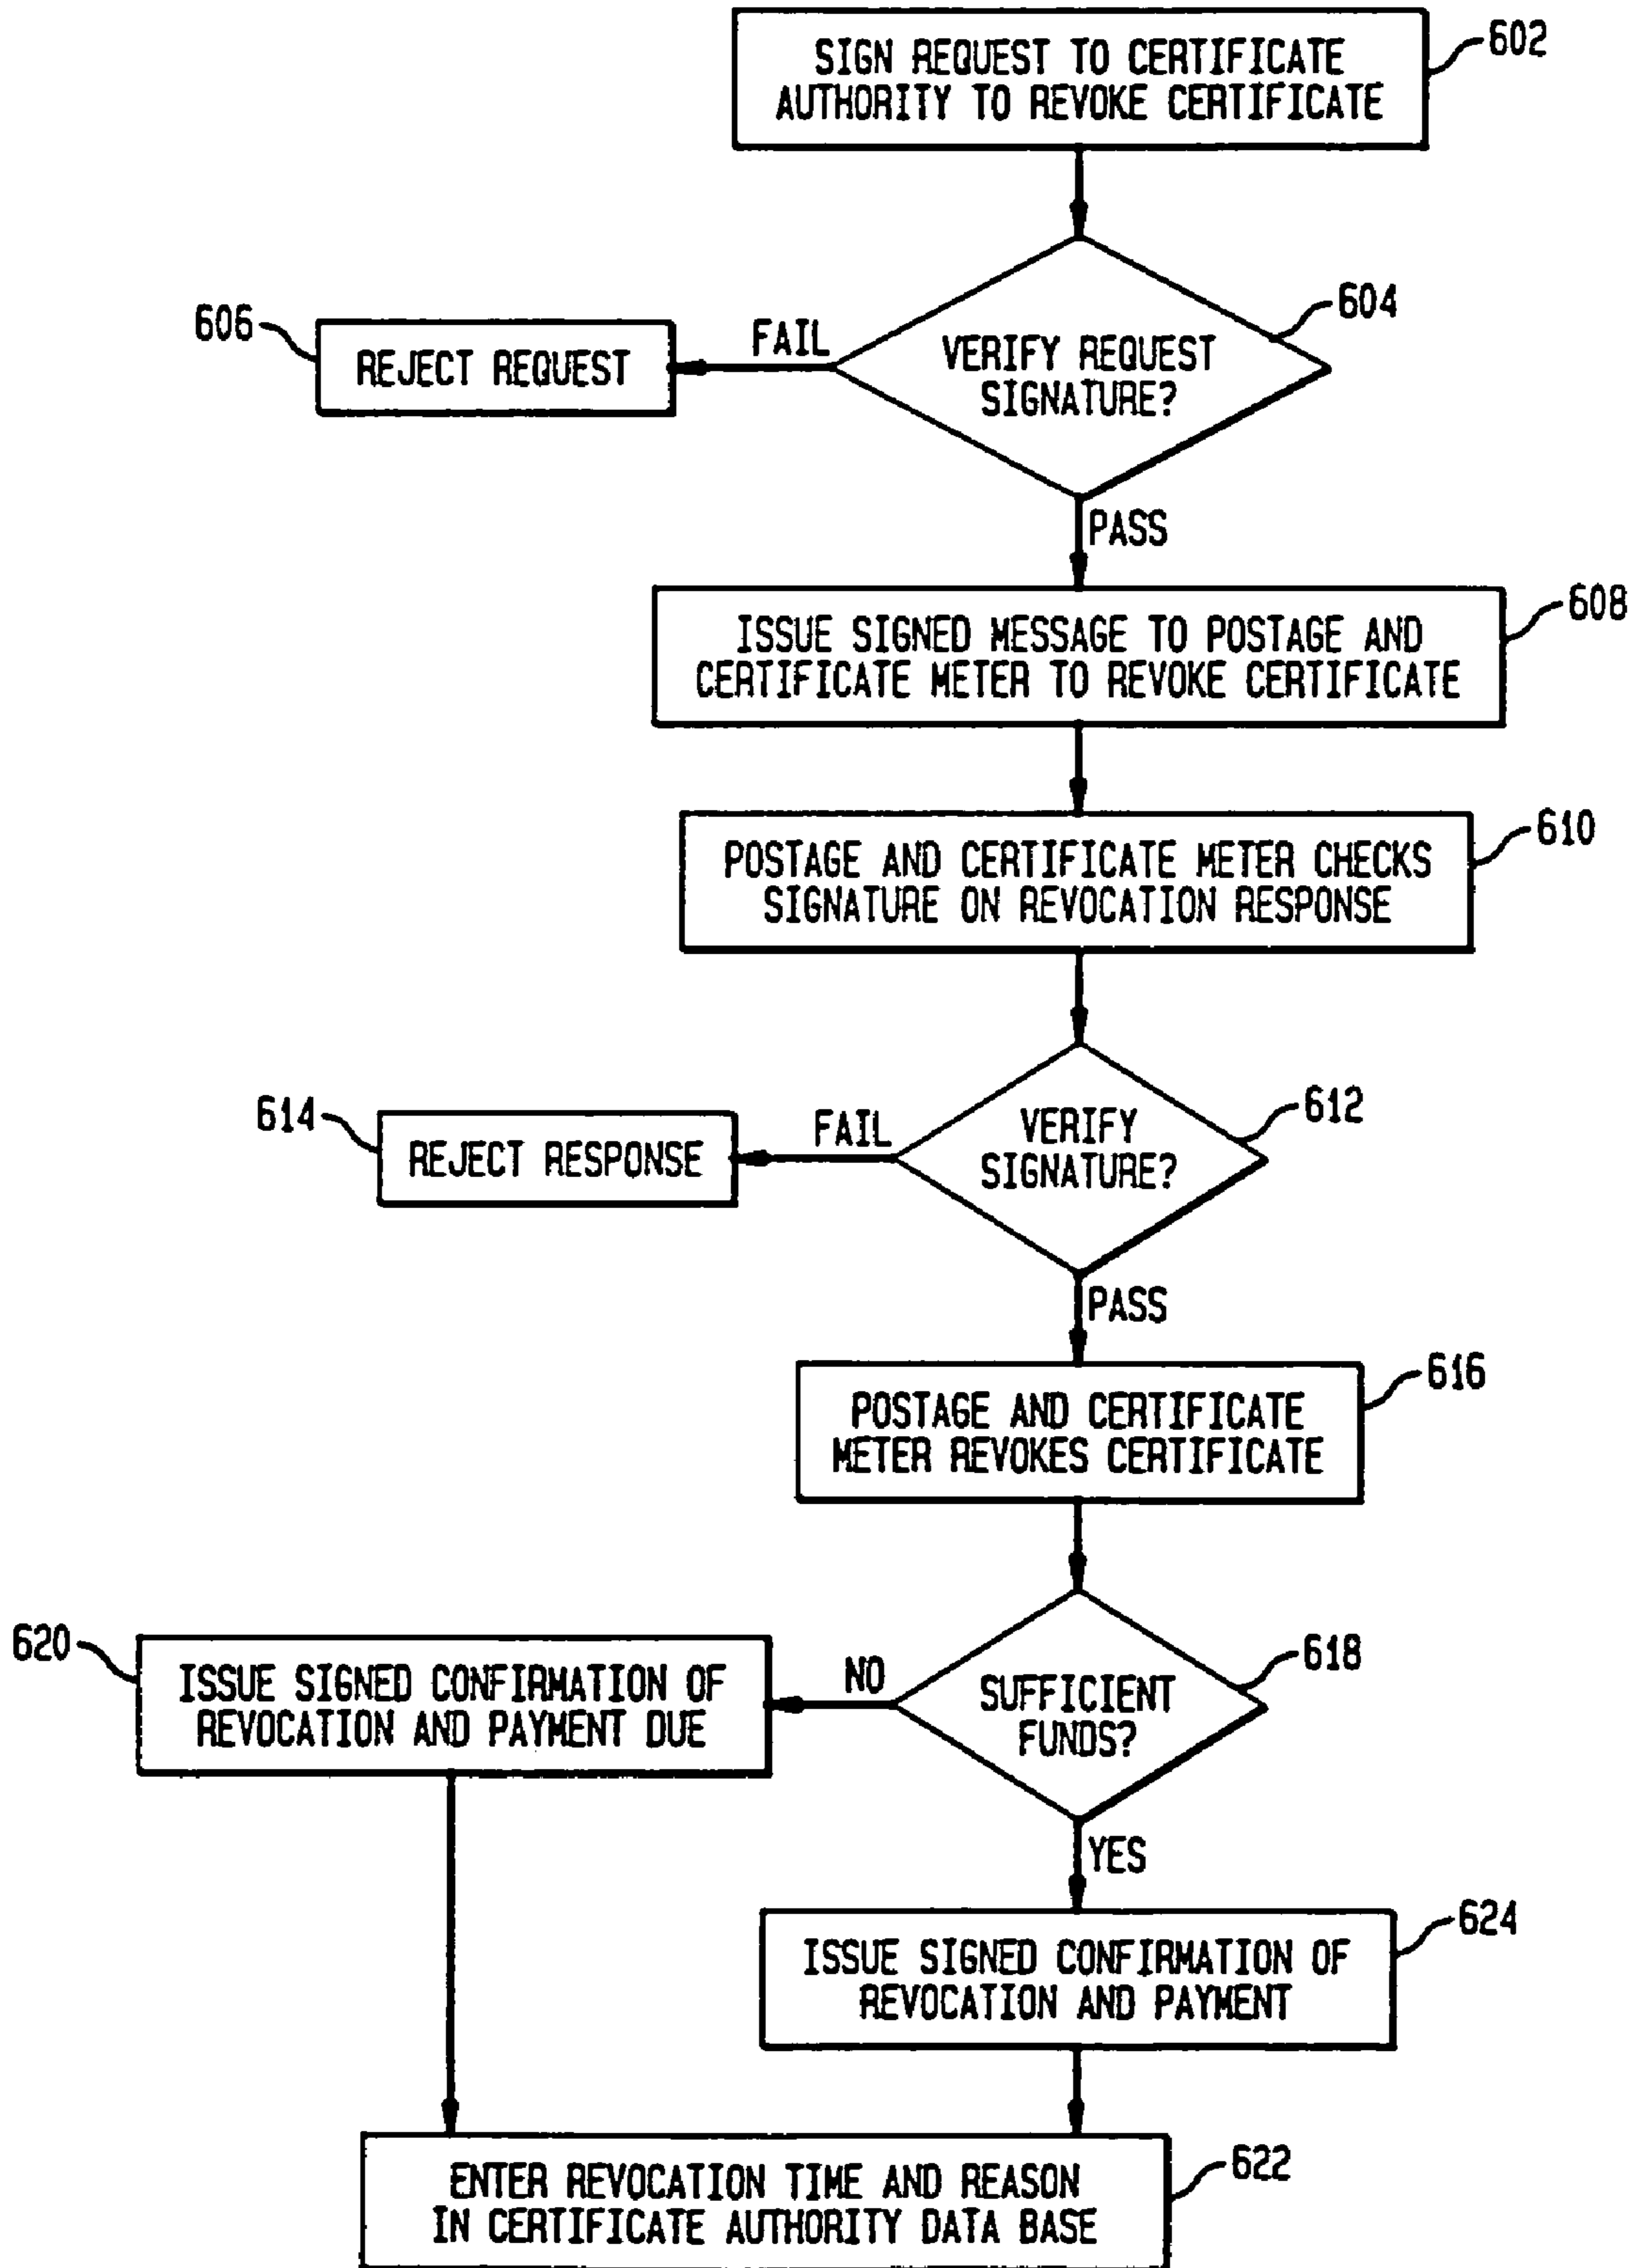 602
SIGN REQUEST TO CERTIFICATE
AUTHORITY TO REVOKE CERTIFICATE
604
606
FAIL
REJECT REQUEST
VERIFY REQUEST
SIGNATURE?
PASS
608
ISSUE SIGNED MESSAGE TO POSTAGE AND
CERTIFICATE METER TO REVOKE CERTIFICATE
610
POSTAGE AND CERTIFICATE METER CHECKS
SIGNATURE ON REVOCATION RESPONSE
612
614
FAIL
REJECT RESPONSE
VERIFY
SIGNATURE?
PASS
616
POSTAGE AND CERTIFICATE
METER REVOKES CERTIFICATE
618
620
NO
ISSUE SIGNED CONFIRMATION OF
REVOCATION AND PAYMENT DUE
SUFFICIENT
FUNDS?
YES
624
ISSUE SIGNED CONFIRMATION OF
REVOCATION AND PAYMENT
622
ENTER REVOCATION TIME AND REASON
IN CERTIFICATE AUTHORITY DATA BASE